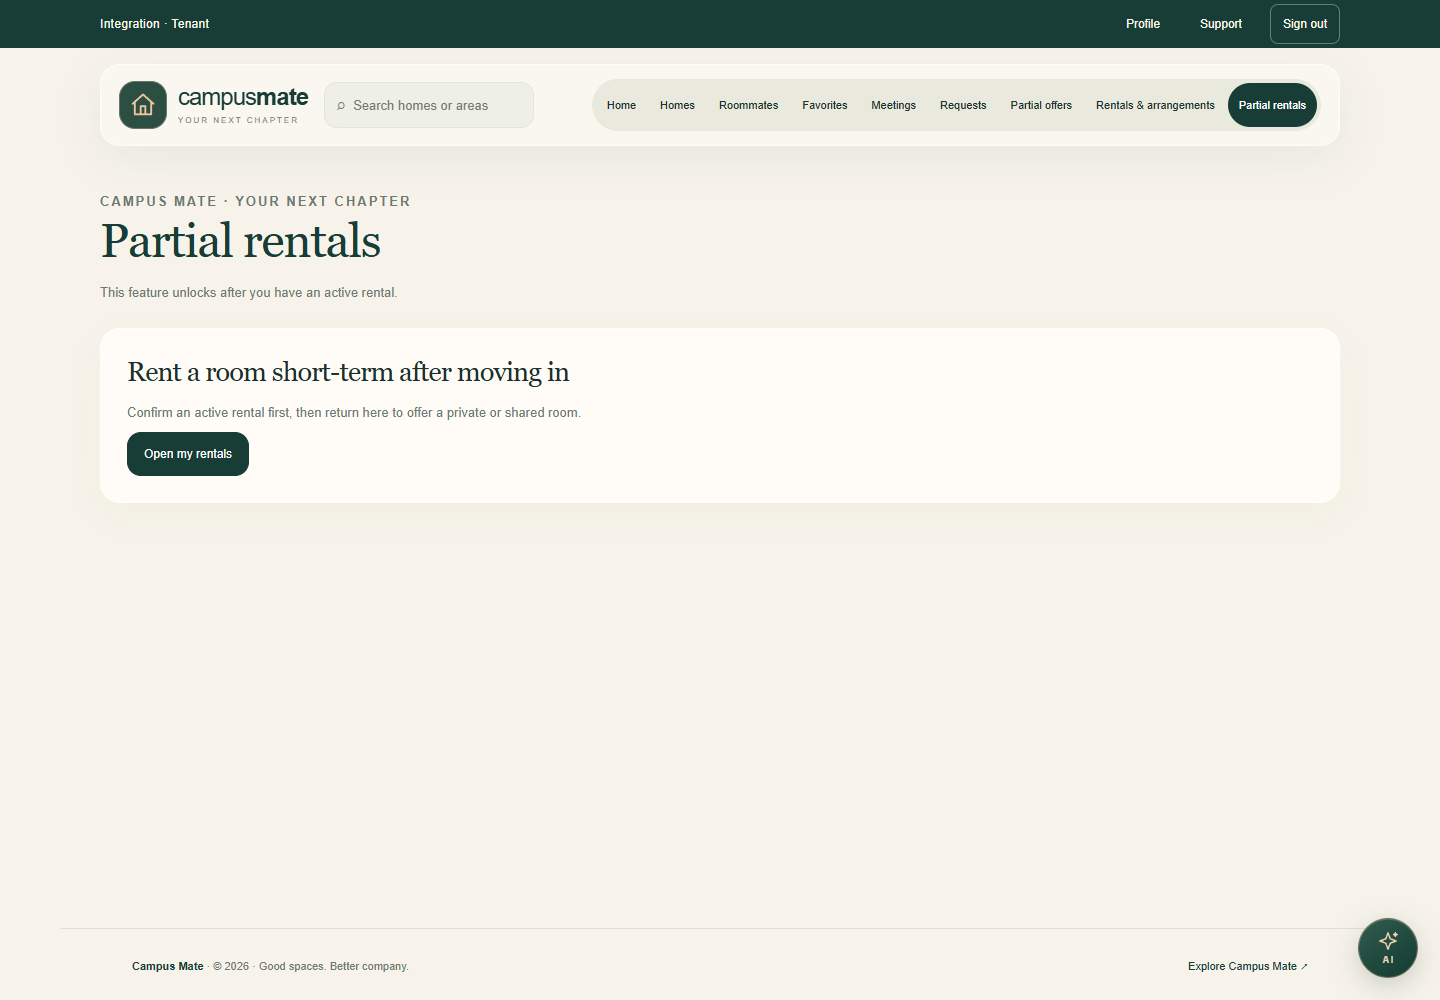 Integration · Tenant
Profile
Support
Sign out
campusmate
YOUR NEXT CHAPTER
Search homes or areas
Home
Homes
Roommates
Favorites
Meetings
Requests
Partial offers
Rentals & arrangements
Partial rentals
CAMPUS MATE · YOUR NEXT CHAPTER
Partial rentals
This feature unlocks after you have an active rental.
Rent a room short-term after moving in
Confirm an active rental first, then return here to offer a private or shared room.
Open my rentals
Campus Mate · © 2026 · Good spaces. Better company.
Explore Campus Mate ↗
AI